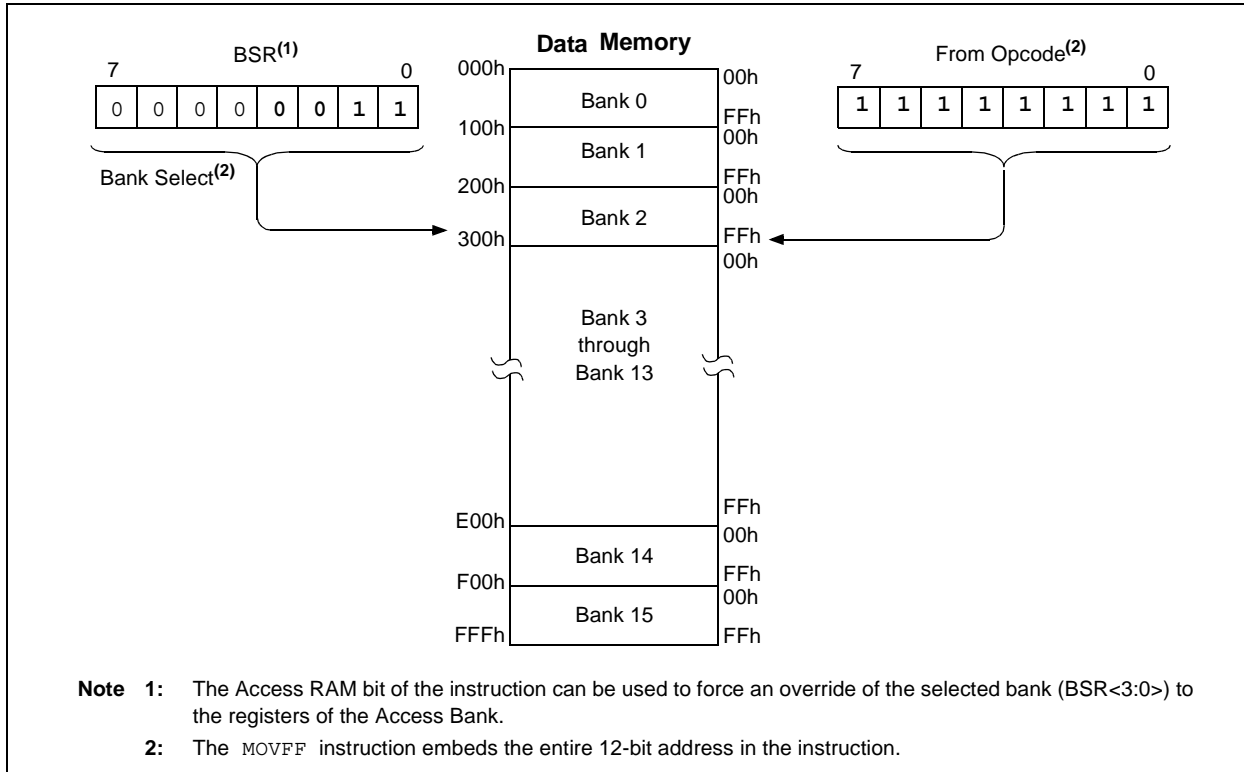 Data Memory
BSR(1)
7 0
0 0 0 0 0 0 1 1
Bank Select(2)
From Opcode(2)
7 0
1 1 1 1 1 1 1 1
000h 00h
Bank 0
FFh
100h 00h
Bank 1
FFh
200h 00h
Bank 2
300h FFh
00h
Bank 3
through
Bank 13
FFh
E00h 00h
Bank 14
FFh
F00h 00h
Bank 15
FFFh FFh
Note 1: The Access RAM bit of the instruction can be used to force an override of the selected bank (BSR<3:0>) to
the registers of the Access Bank.
2: The MOVFF instruction embeds the entire 12-bit address in the instruction.